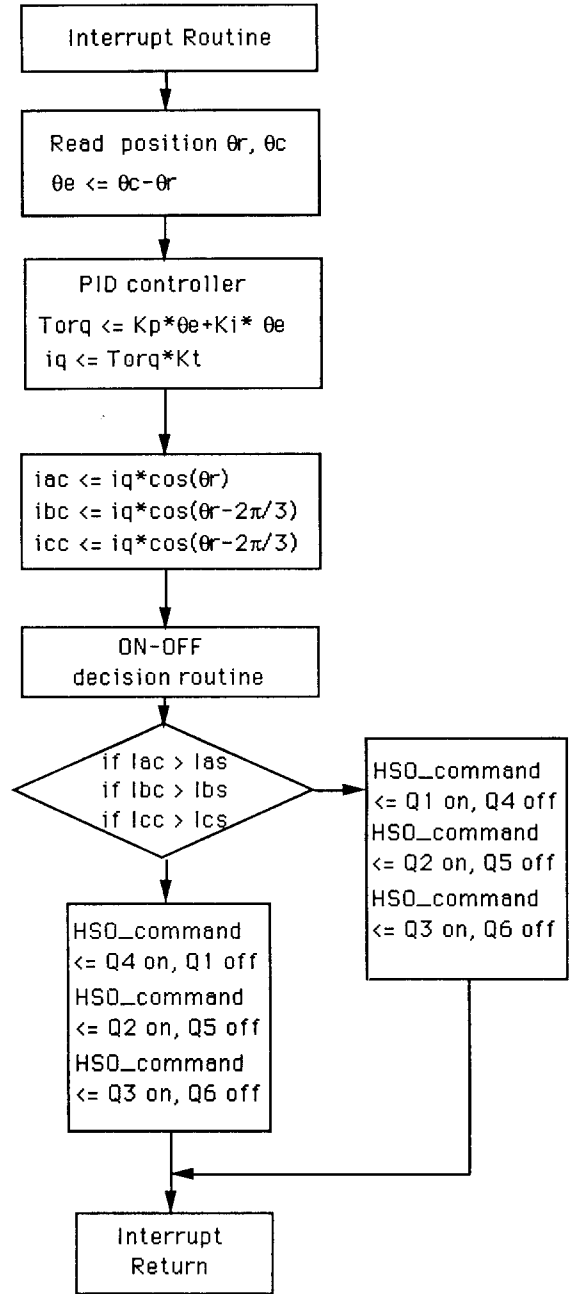 Interrupt Routine
Read position θr, θc
θe <= θc-θr
PID controller
Torq <= Kp*θe+Ki* θe
iq <= Torq*Kt
iac <= iq*cos(θr)
ibc <= iq*cos(θr-2π/3)
icc <= iq*cos(θr-2π/3)
ON-OFF
decision routine
if Iac > Ias
if Ibc > Ibs
if Icc > Ics
HSO_command
<= Q1 on, Q4 off
HSO_command
<= Q2 on, Q5 off
HSO_command
<= Q3 on, Q6 off
HSO_command
<= Q4 on, Q1 off
HSO_command
<= Q2 on, Q5 off
HSO_command
<= Q3 on, Q6 off
Interrupt
Return